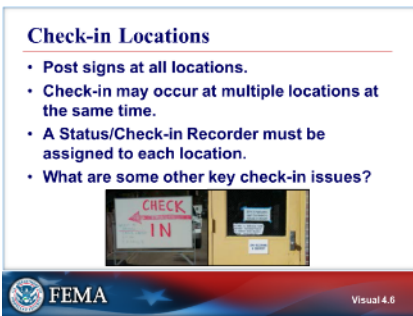 Check-in Locations
• Post signs at all locations.
• Check-in may occur at multiple locations at
the same time.
• A Status/Check-in Recorder must be
assigned to each location.
• What are some other key check-in issues?
CHECK
IN
FEMA
Visual 4.6